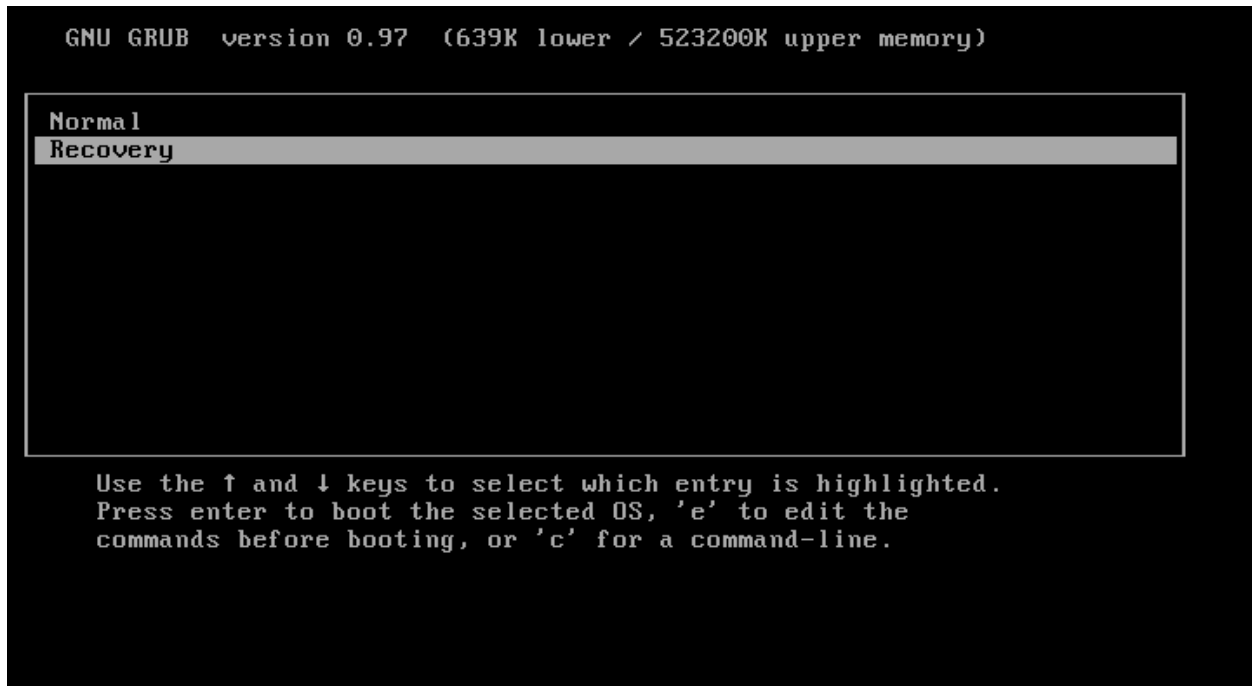 GNU GRUB version 0.97 (639K lower / 523200K upper memory)
Normal
Recovery
Use the ↑ and ↓ keys to select which entry is highlighted.
Press enter to boot the selected OS, 'e' to edit the
commands before booting, or 'c' for a command-line.